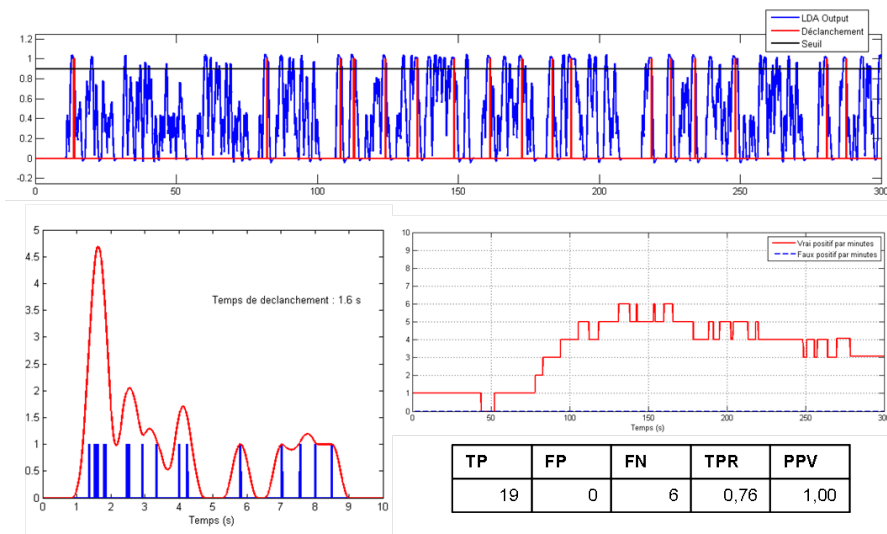 LDA Output
Déclanchement
Seuil
1.2
1
0.8
0.6
0.4
0.2
0
-0.2
0 50 100 150 200 250 300
5
4.5
4
3.5
3
2.5
2
1.5
1
0.5
0
Temps de declanchement : 1.6 s
0 1 2 3 4 5 6 7 8 9 10
Temps (s)
Vrai positif par minutes
Faux positif par minutes
10
9
8
7
6
5
4
3
2
1
0
0 50 100 150 200 250 300
Temps (s)
TP FP FN TPR PPV
19 0 6 0,76 1,00